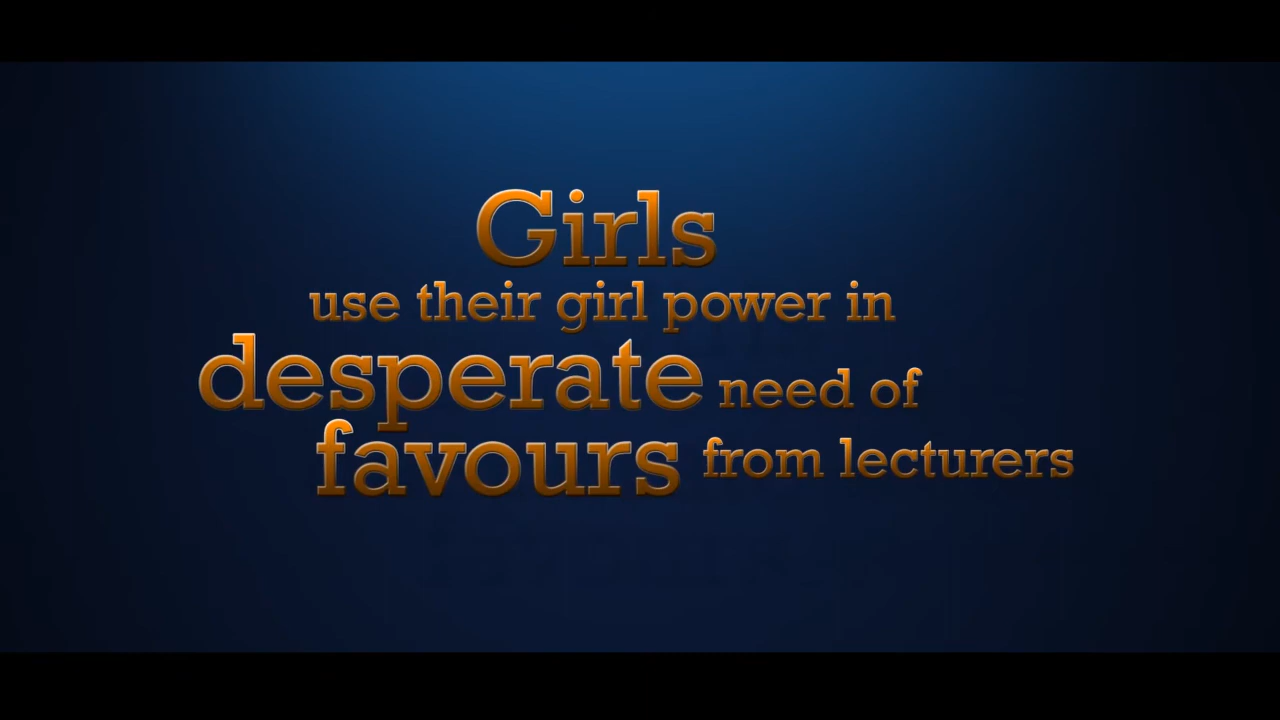 Girls
use their girl power in
desperate need of
favours from lecturers